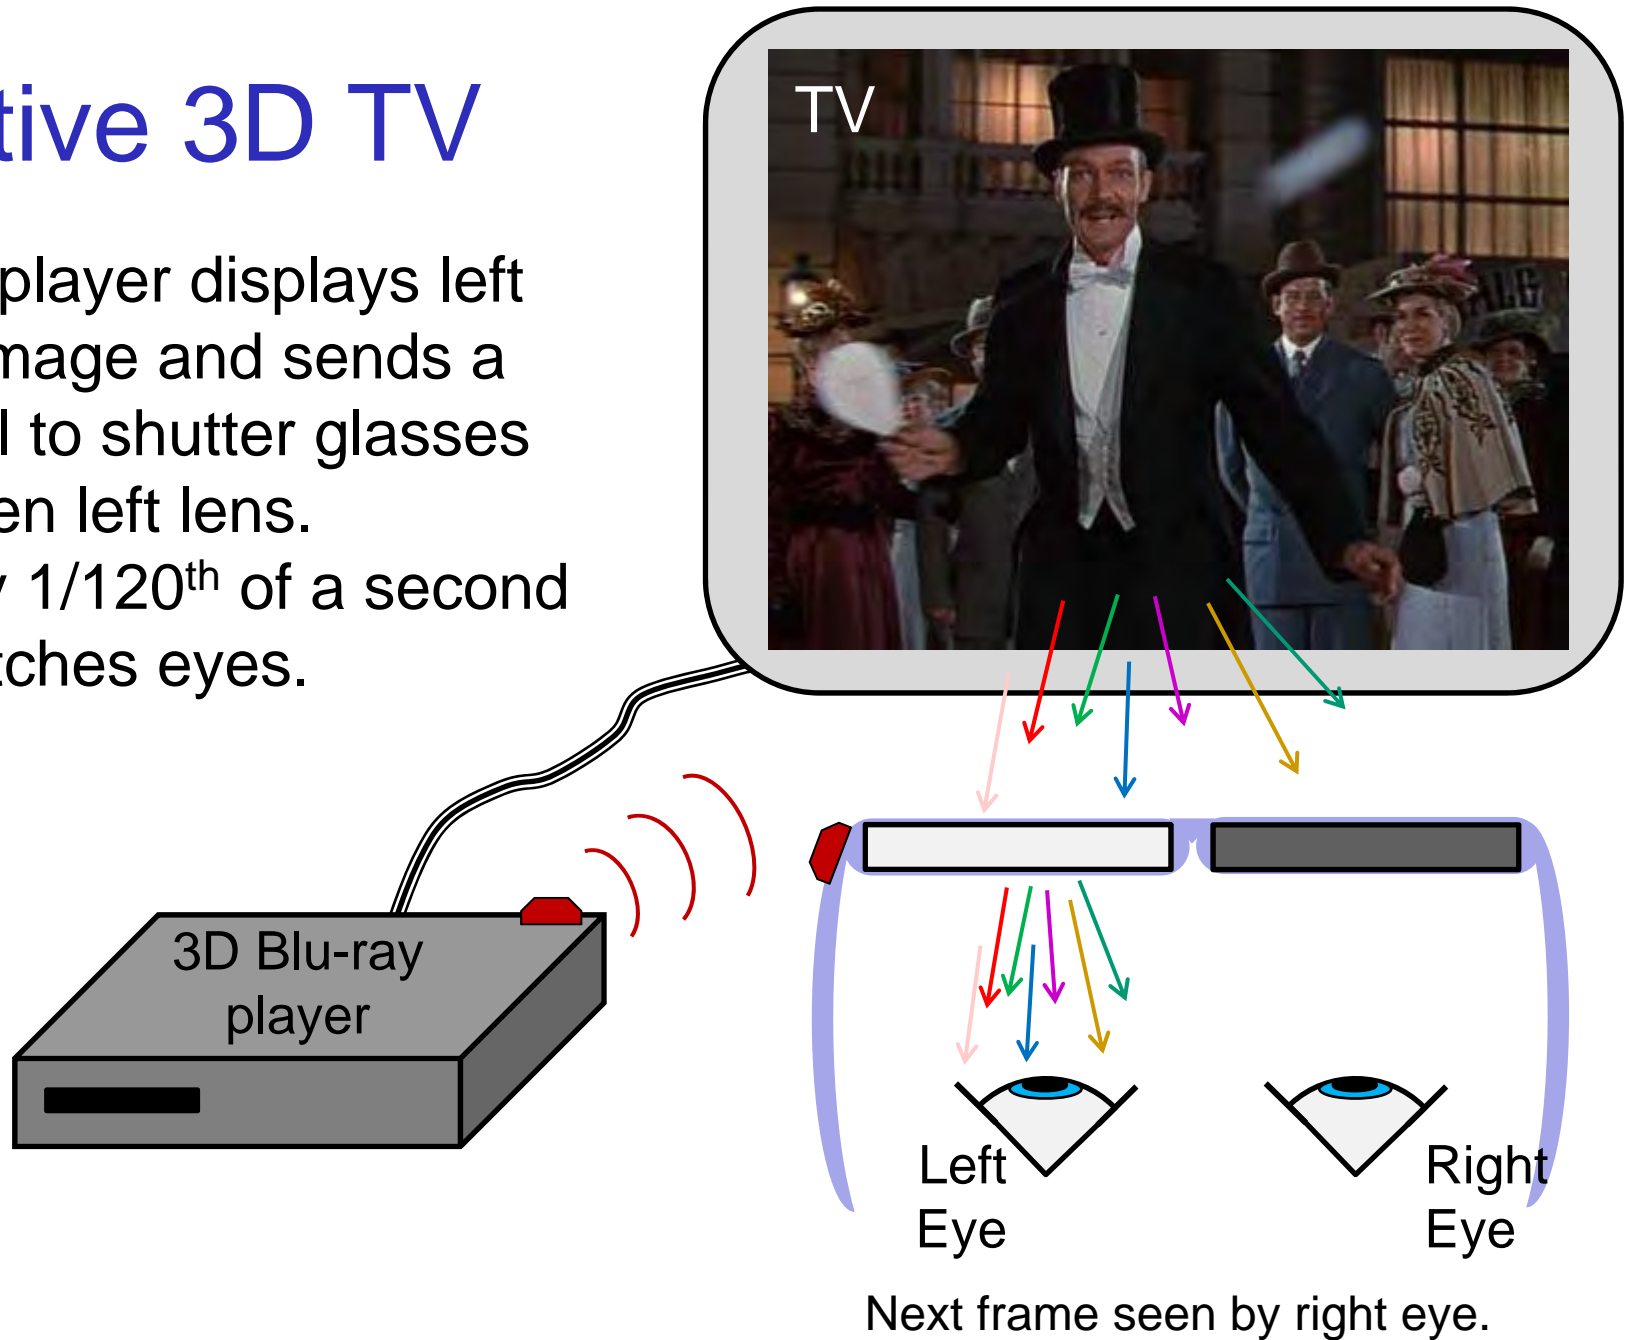 tive 3D TV
player displays left
mage and sends a
l to shutter glasses
en left lens.
y 1/120th of a second
tches eyes.
TV
3D Blu-ray
player
Left
Eye
Right
Eye
Next frame seen by right eye.